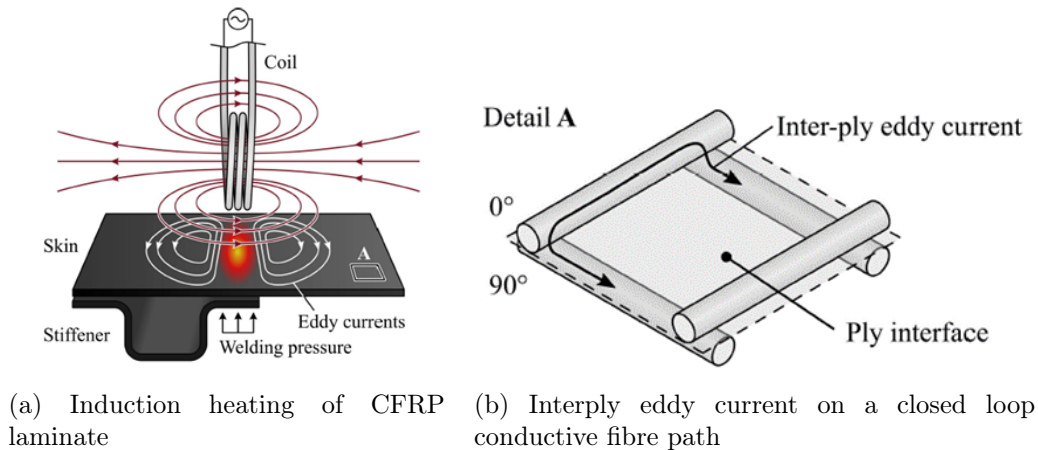 Coil
Skin
A
Eddy currents
Stiffener
Welding pressure
Detail A
Inter-ply eddy current
0°
90°
Ply interface
(a) Induction heating of CFRP
laminate
(b) Interply eddy current on a closed loop
conductive fibre path